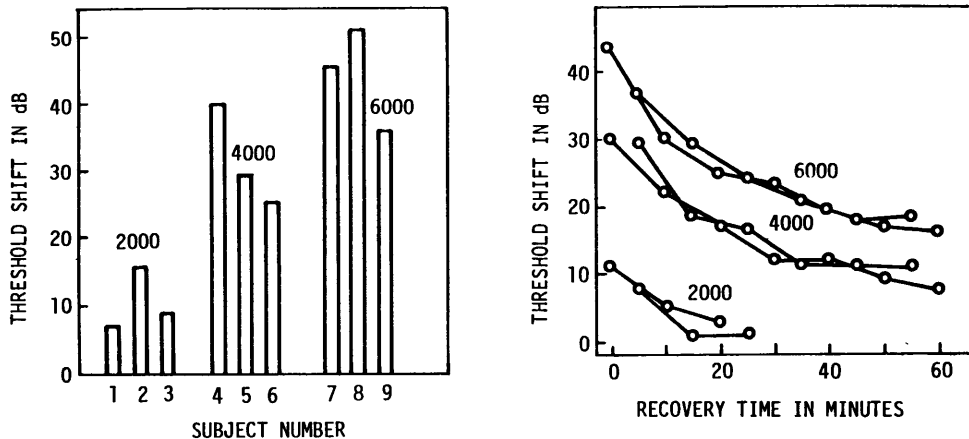 THRESHOLD SHIFT IN dB
50
40
30
20
10
0
2000
4000
6000
1 2 3 4 5 6 7 8 9
SUBJECT NUMBER
THRESHOLD SHIFT IN dB
40
30
20
10
0
6000
4000
2000
0 20 40 60
RECOVERY TIME IN MINUTES